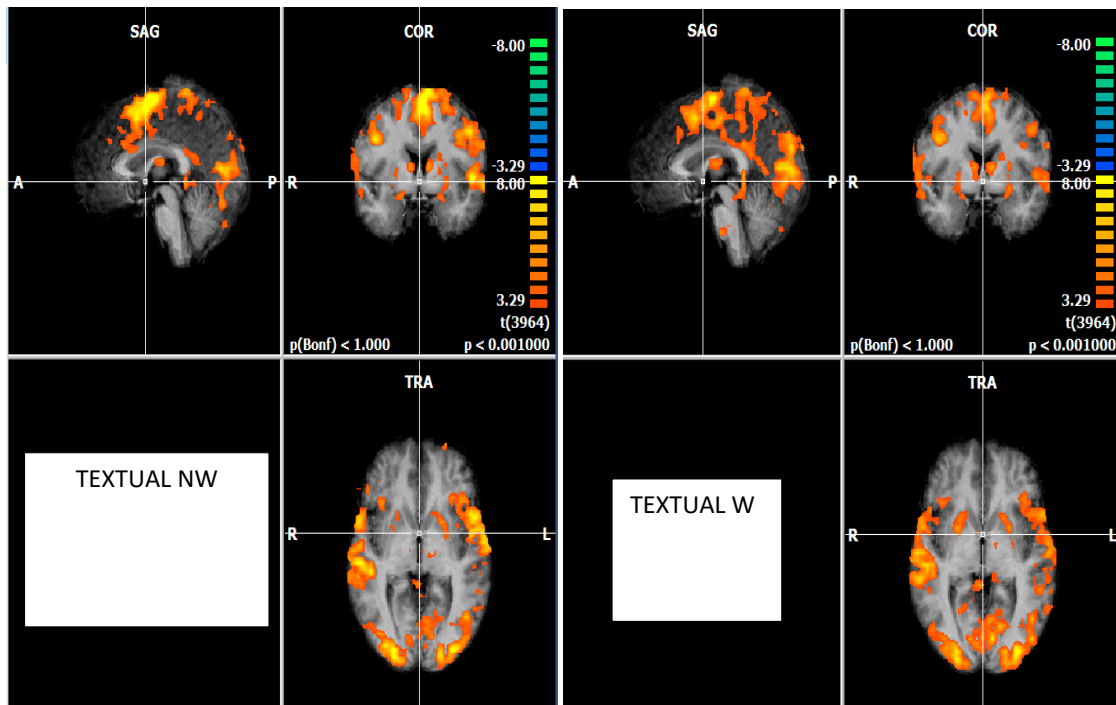 SAG
COR
-8.00
-3.29
8.00
A
P
R
3.29
t(3964)
p(Bonf) < 1.000
p < 0.001000
TEXTUAL NW
TRA
R
L
SAG
COR
-8.00
-3.29
8.00
A
P
R
3.29
t(3964)
p(Bonf) < 1.000
p < 0.001000
TEXTUAL W
TRA
R
L